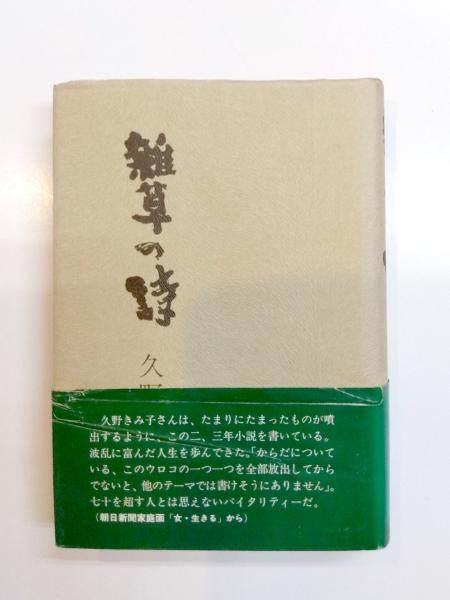 雑草の詩
久野
久野きみ子さんは、たまりにたまったものが噴
出するように、この二、三年小説を書いている。
波乱に富んだ人生を歩んできた。「からだについて
いる、このウロコの一つ一つを全部放出してから
でないと、他のテーマでは書けそうにありません」。
七十を超す人とは思えないバイタリティーだ。
(朝日新聞家庭面「女・生きる」から)